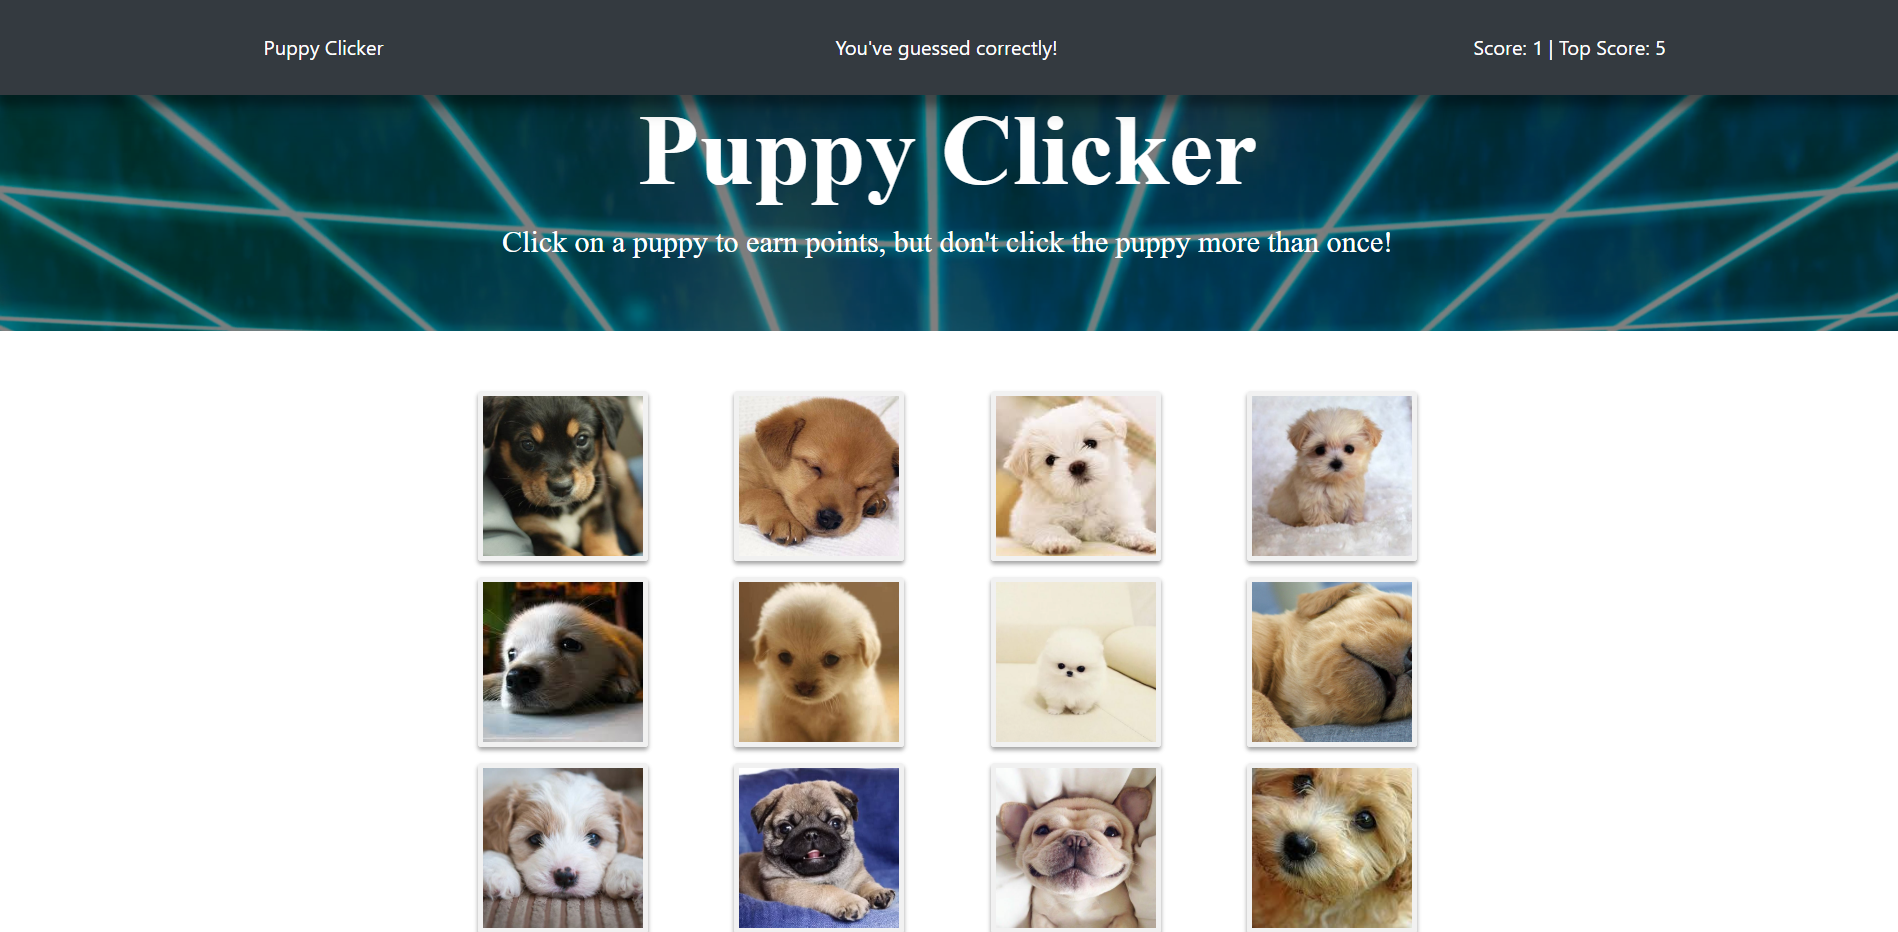 Puppy Clicker
You've guessed correctly!
Score: 1 | Top Score: 5
Puppy Clicker
Click on a puppy to earn points, but don't click the puppy more than once!